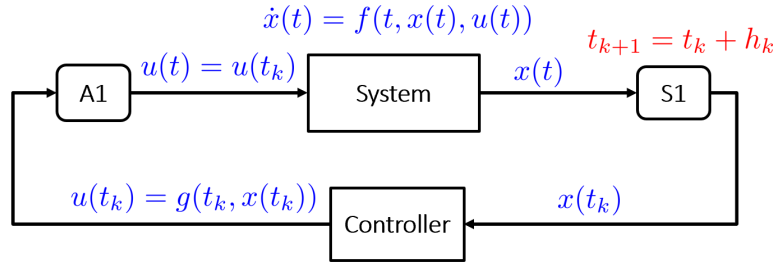 ẋ(t) = f(t, x(t), u(t))
t_{k+1} = t_k + h_k
A1
u(t) = u(t_k)
System
x(t)
S1
u(t_k) = g(t_k, x(t_k))
Controller
x(t_k)